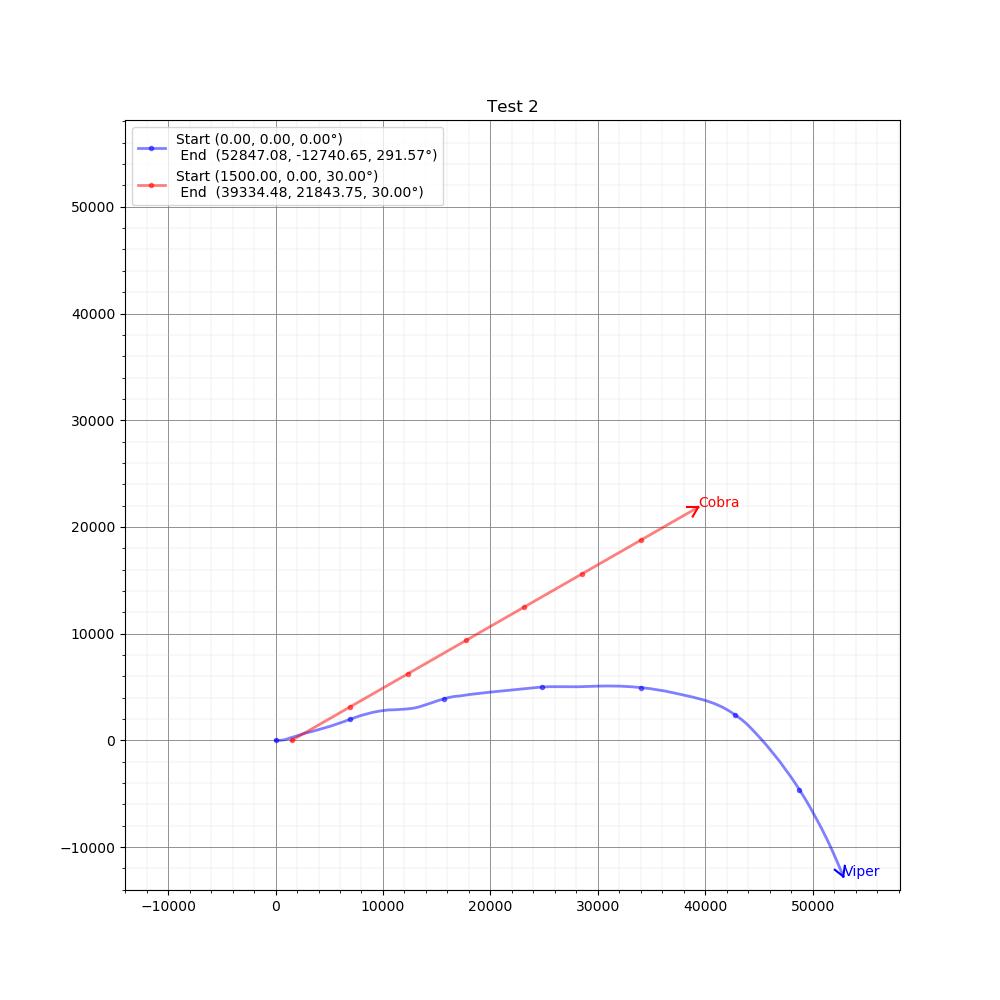 Test 2
Start (0.00, 0.00, 0.00°)
End (52847.08, -12740.65, 291.57°)
Start (1500.00, 0.00, 30.00°)
End (39334.48, 21843.75, 30.00°)
50000
40000
30000
20000
10000
0
−10000
Cobra
Viper
−10000 0 10000 20000 30000 40000 50000